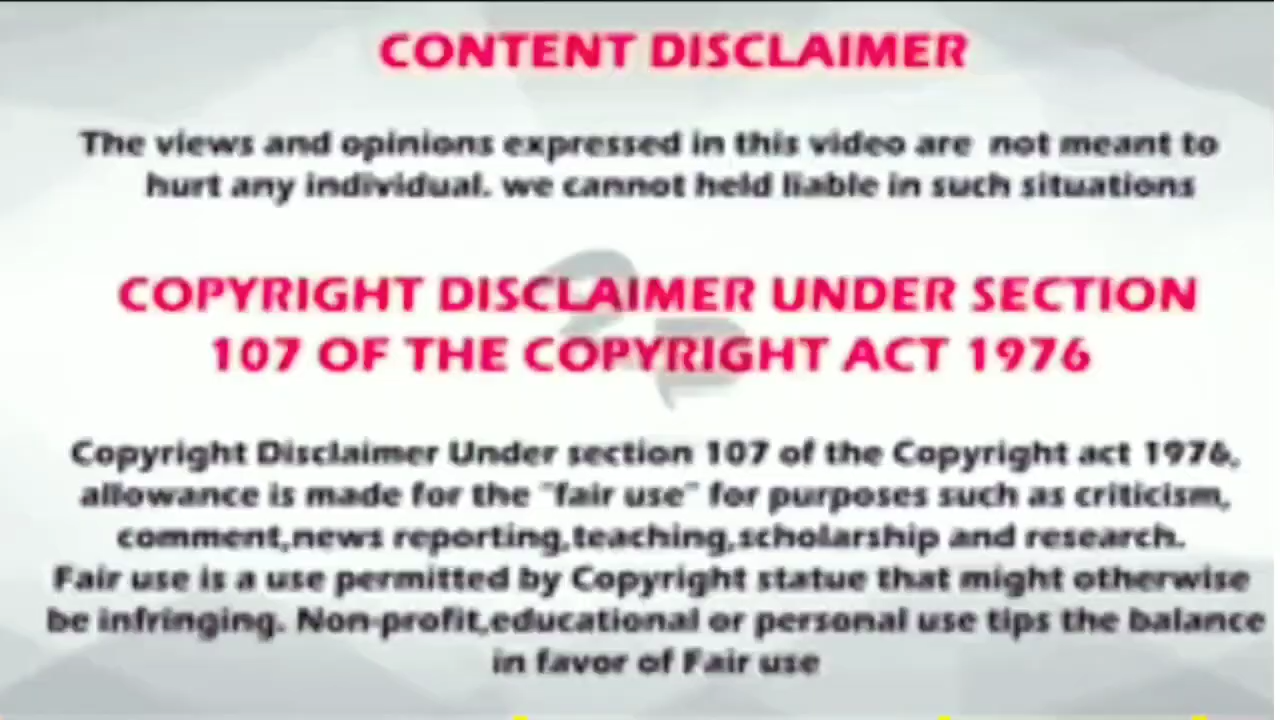 CONTENT DISCLAIMER
The views and opinions expressed in this video are not meant to
hurt any individual. we cannot held liable in such situations
COPYRIGHT DISCLAIMER UNDER SECTION
107 OF THE COPYRIGHT ACT 1976
Copyright Disclaimer Under section 107 of the Copyright act 1976,
allowance is made for the "fair use" for purposes such as criticism,
comment,news reporting,teaching,scholarship and research.
Fair use is a use permitted by Copyright statue that might otherwise
be infringing. Non-profit,educational or personal use tips the balance
in favor of Fair use